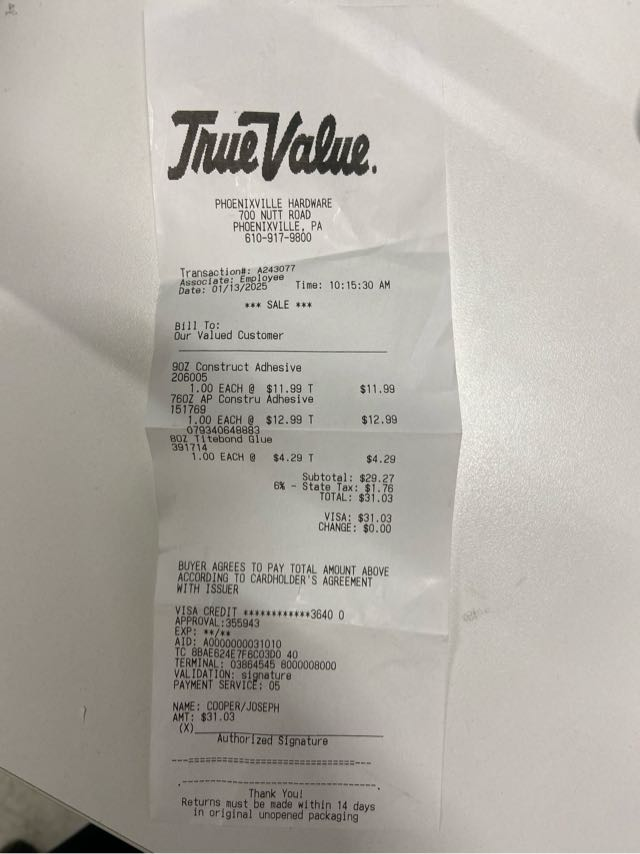 True Value.
PHOENIXVILLE HARDWARE
700 NUTT ROAD
PHOENIXVILLE, PA
610-917-9800
Transaction#: A243077
Associate: Employee
Date: 01/13/2025 Time: 10:15:30 AM
*** SALE ***
Bill To:
Our Valued Customer
9OZ Construct Adhesive
206005
1.00 EACH @ $11.99 T $11.99
76OZ AP Constru Adhesive
151769
1.00 EACH @ $12.99 T $12.99
079340648883
8OZ Titebond Glue
391714
1.00 EACH @ $4.29 T $4.29
Subtotal: $29.27
6% - State Tax: $1.76
TOTAL: $31.03
VISA: $31.03
CHANGE: $0.00
BUYER AGREES TO PAY TOTAL AMOUNT ABOVE
ACCORDING TO CARDHOLDER'S AGREEMENT
WITH ISSUER
VISA CREDIT ************3640 0
APPROVAL:355943
EXP: **/**
AID: A0000000031010
TC 8BAE624E7F6C03D0 40
TERMINAL: 03864545 8000008000
VALIDATION: signature
PAYMENT SERVICE: 05
NAME: COOPER/JOSEPH
AMT: $31.03
(X)
Authorized Signature
Thank You!
Returns must be made within 14 days
in original unopened packaging